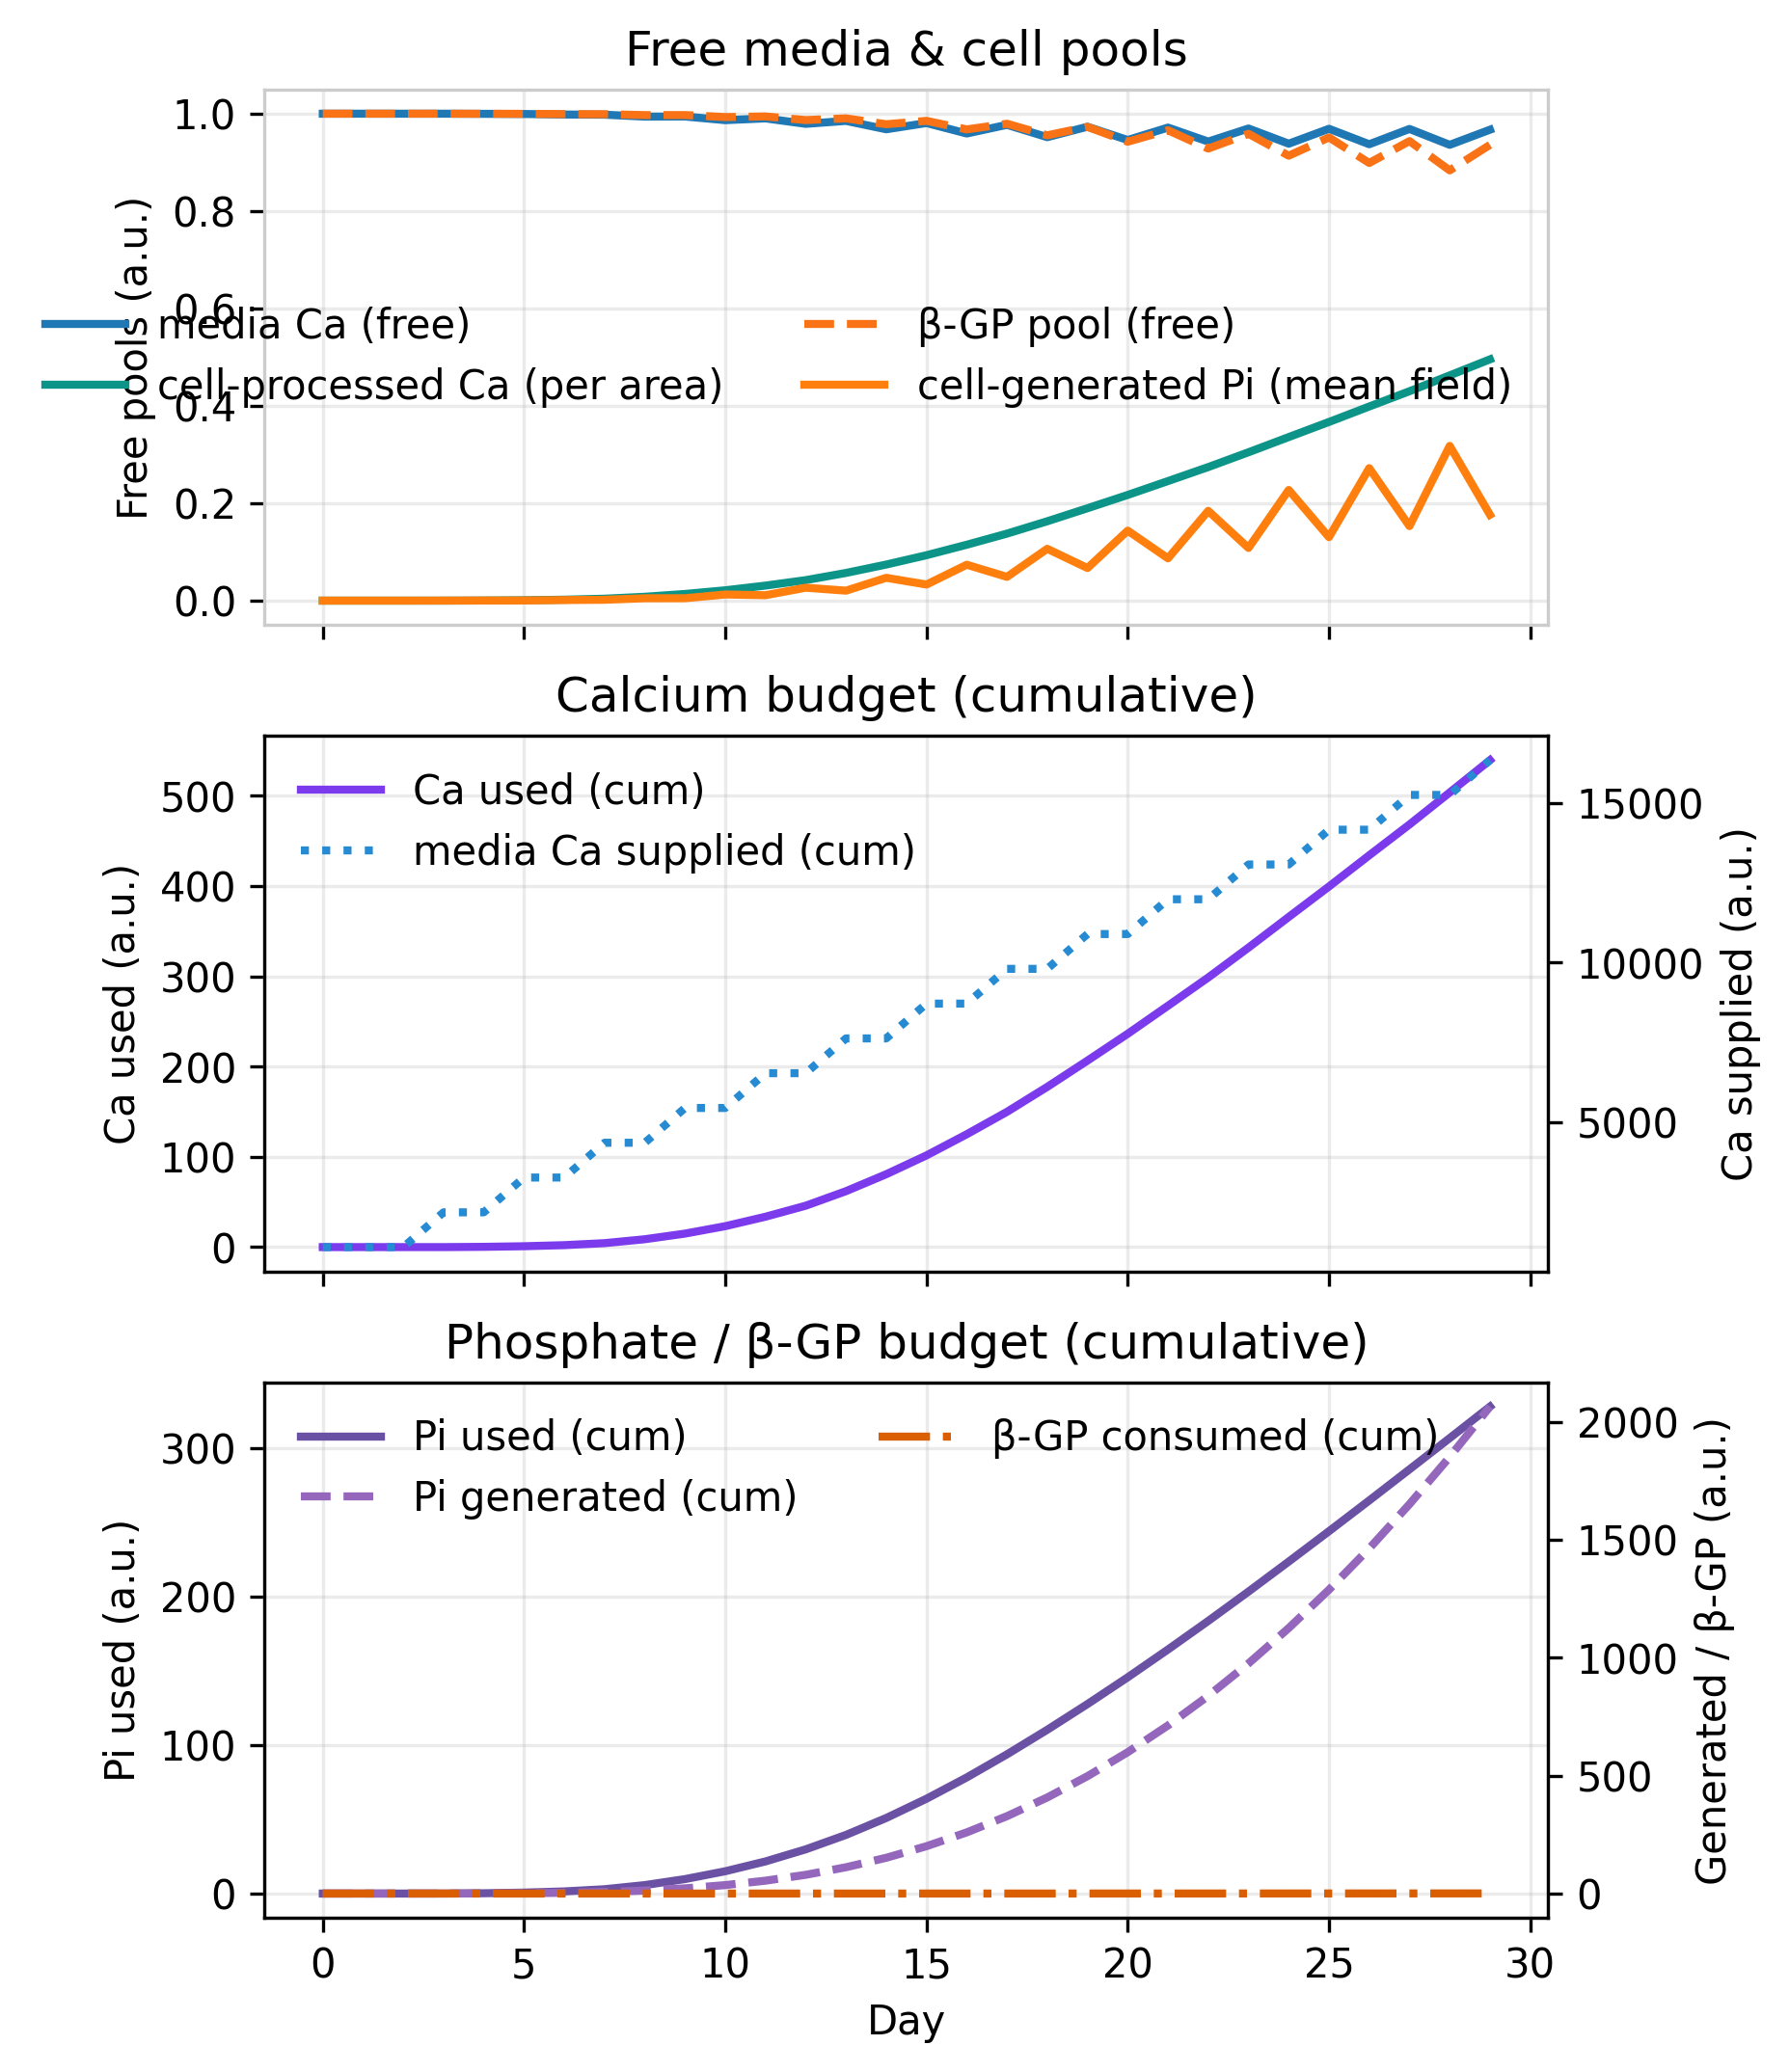 Free media & cell pools
Free pools (a.u.)
1.0
0.8
0.6
0.4
0.2
0.0
media Ca (free)
β-GP pool (free)
cell-processed Ca (per area)
cell-generated Pi (mean field)
Calcium budget (cumulative)
Ca used (a.u.)
500
400
300
200
100
0
Ca used (cum)
media Ca supplied (cum)
15000
10000
5000
Ca supplied (a.u.)
Phosphate / β-GP budget (cumulative)
Pi used (a.u.)
300
200
100
0
Pi used (cum)
β-GP consumed (cum)
Pi generated (cum)
2000
1500
1000
500
0
Generated / β-GP (a.u.)
0 5 10 15 20 25 30
Day